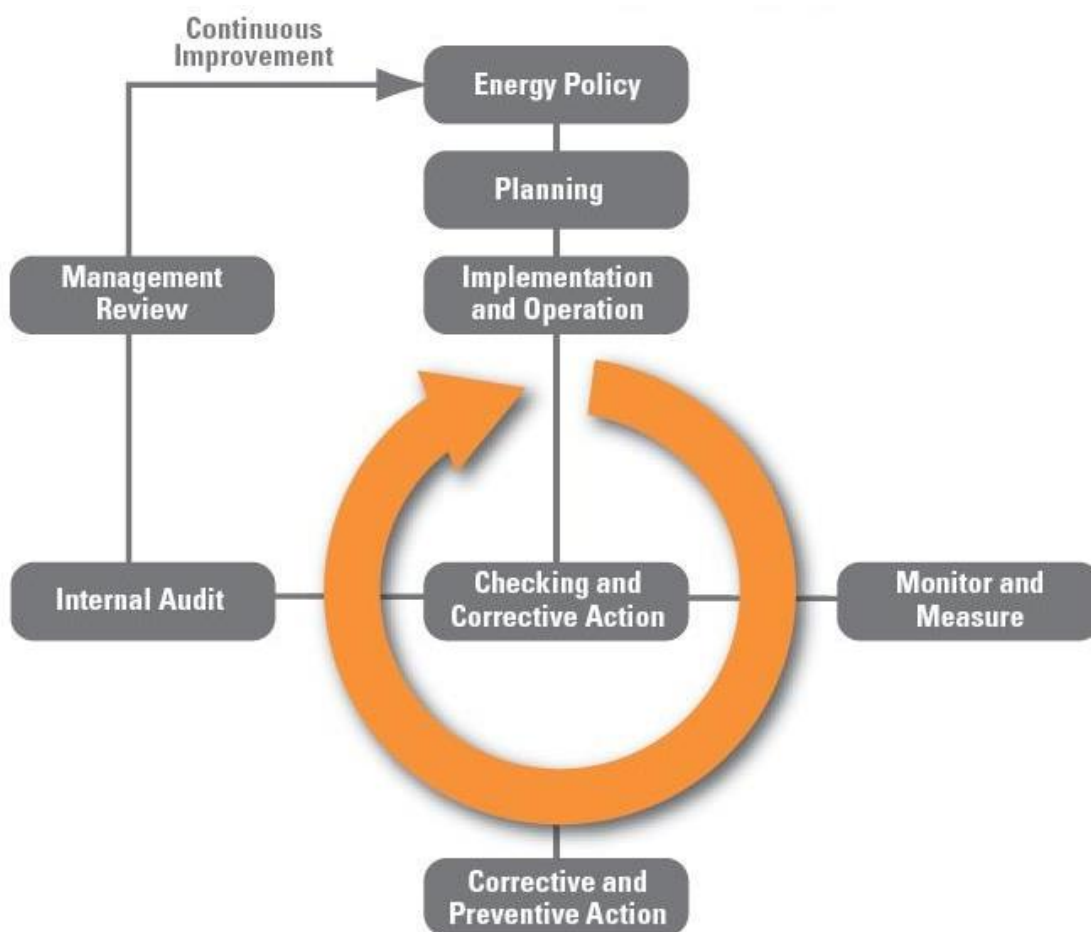 Continuous
Improvement
Energy Policy
Planning
Management
Review
Implementation
and Operation
Internal Audit
Checking and
Corrective Action
Monitor and
Measure
Corrective and
Preventive Action